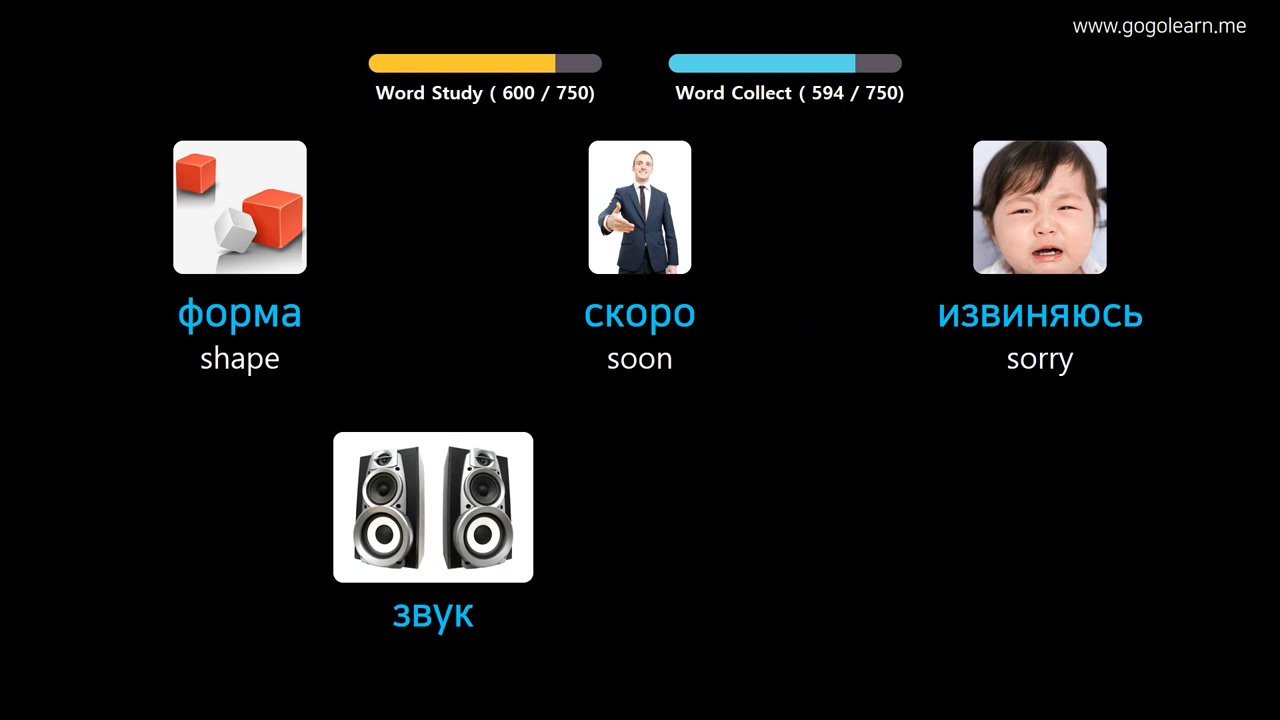 www.gogolearn.me
Word Study ( 600 / 750)
Word Collect ( 594 / 750)
форма
shape
скоро
soon
извиняюсь
sorry
звук